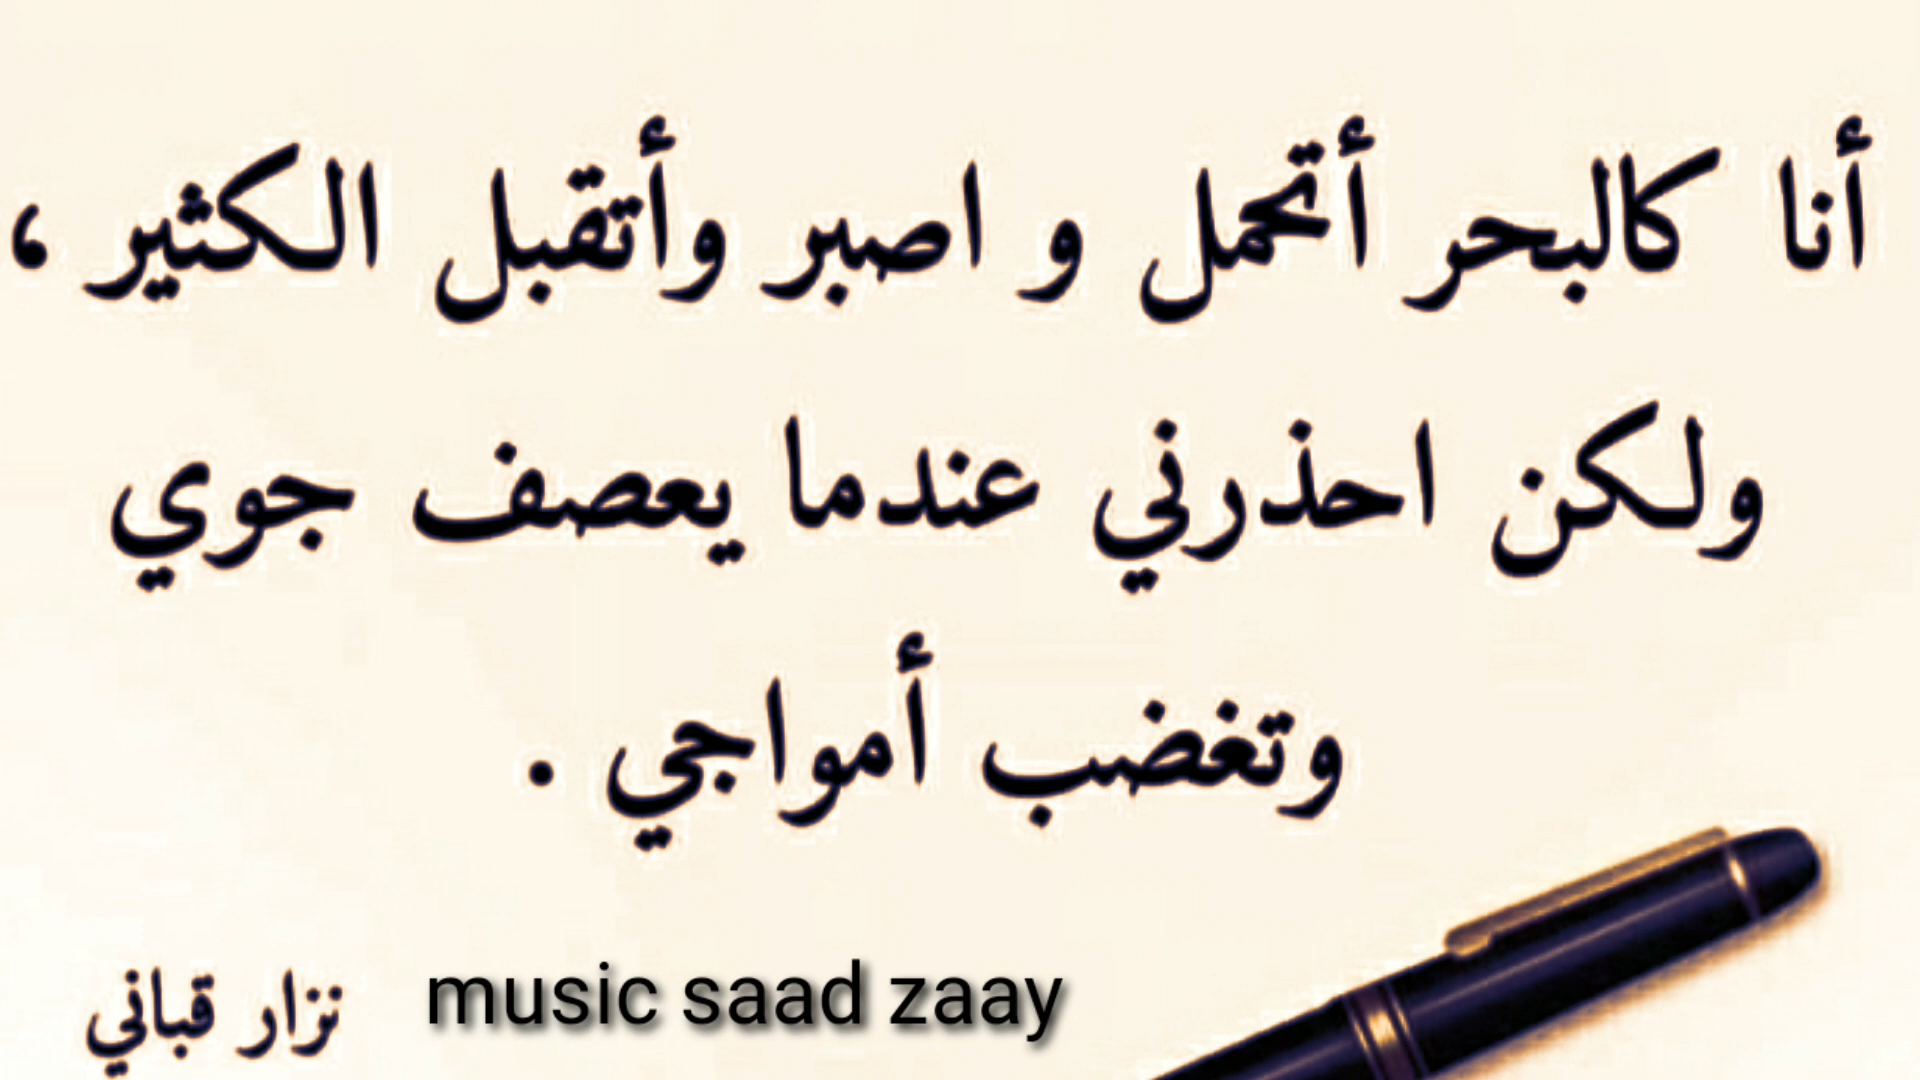 أنا كالبحر أتحمل و اصبر وأتقبل الكثير ،
ولكن احذرني عندما يعصف جوي
وتغضب أمواجي .
نزار قباني
music saad zaay